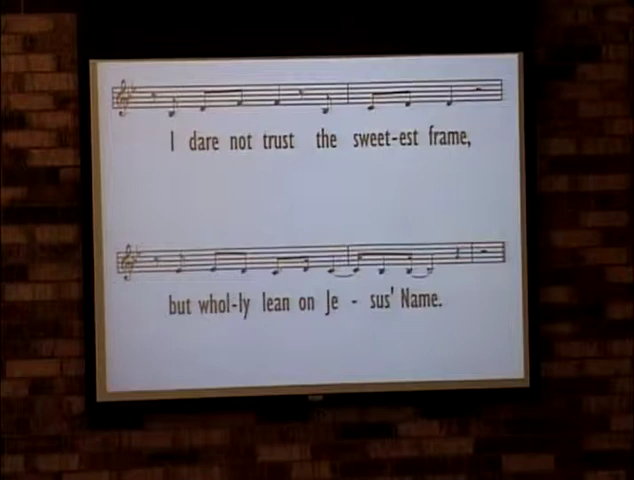 I dare not trust the sweet-est frame,
but whol-ly lean on Je - sus' Name.